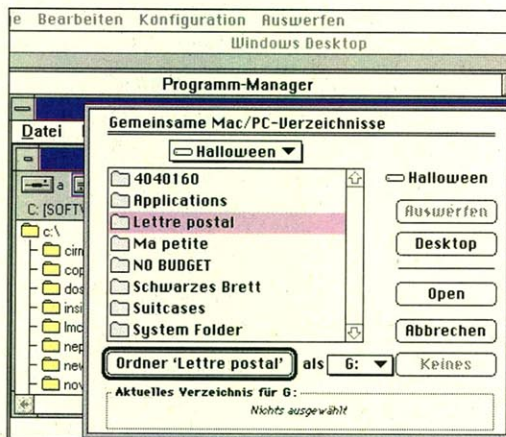 e Bearbeiten Konfiguration Auswerfen
Windows Desktop
Programm-Manager
Datei
Gemeinsame Mac/PC-Verzeichnisse
Halloween
4040160
Applications
Lettre postal
Ma petite
NO BUDGET
Schwarzes Brett
Suitcases
System Folder
Halloween
Auswerfen
Desktop
Open
Abbrechen
Keines
Ordner 'Lettre postal' als G:
Aktuelles Verzeichnis für G:
Nichts ausgewählt
a
C: [SOFTW
c:\
cirr
cop
dos
insi
lmc
nep
new
nov